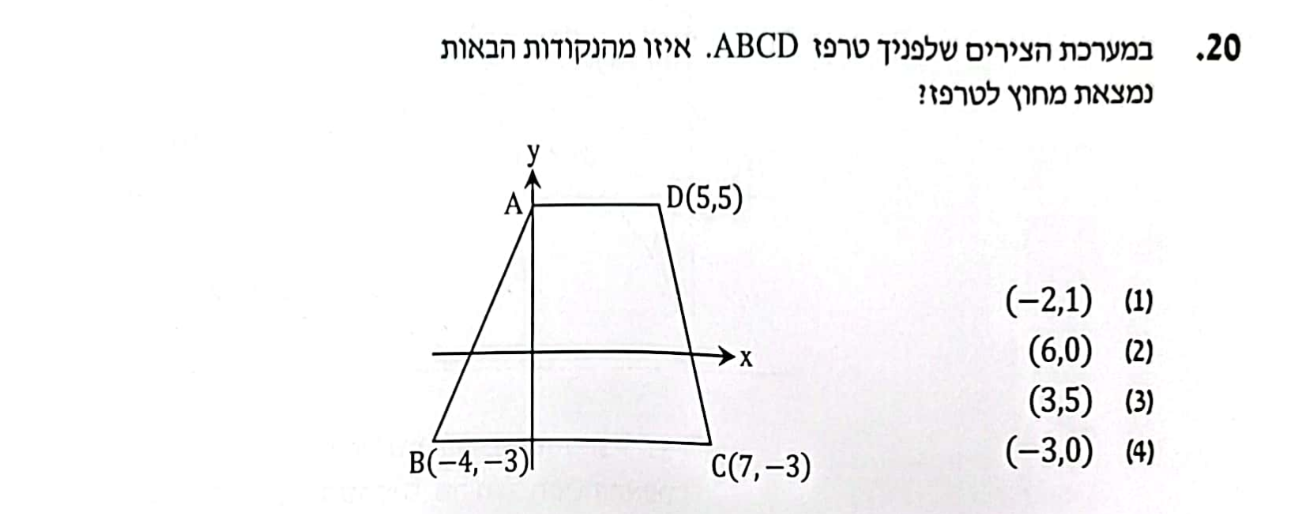 20. במערכת הצירים שלפניך טרפז ABCD. איזו מהנקודות הבאות
נמצאת מחוץ לטרפז?
y
A
D(5,5)
x
B(−4,−3)
C(7,−3)
(1) (−2,1)
(2) (6,0)
(3) (3,5)
(4) (−3,0)